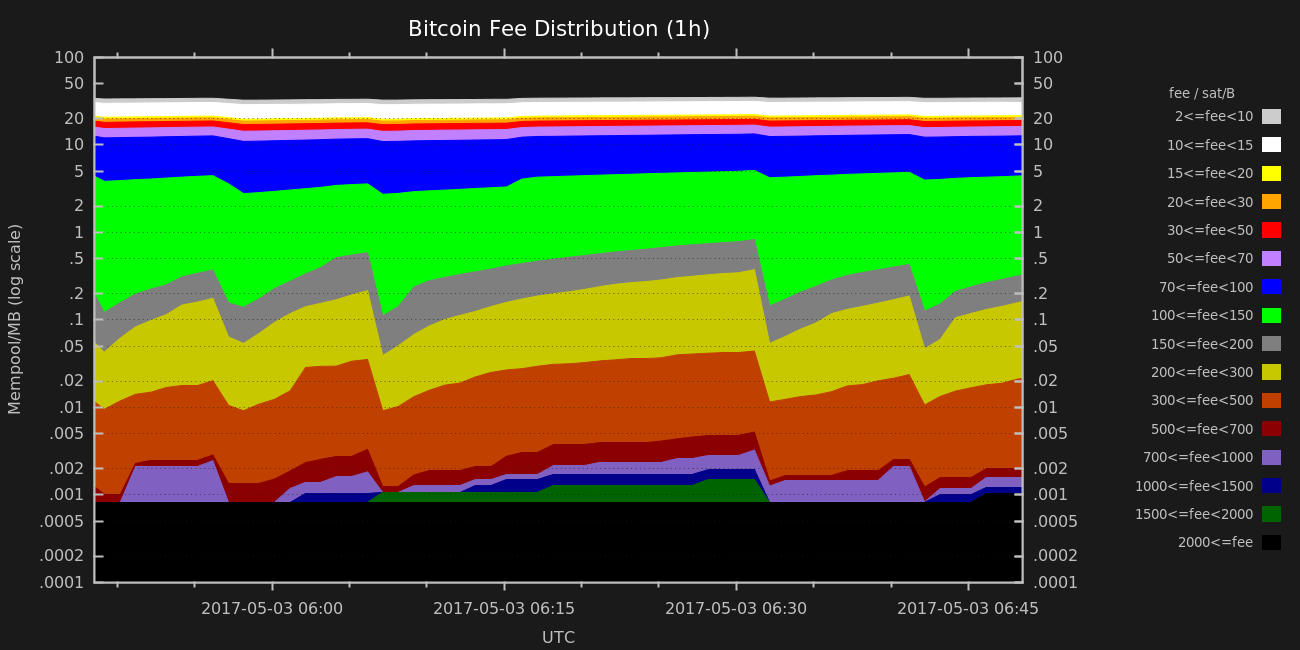 Bitcoin Fee Distribution (1h)
100 100
50 50
20 20
10 10
5 5
2 2
1 1
.5 .5
.2 .2
.1 .1
.05 .05
.02 .02
.01 .01
.005 .005
.002 .002
.001 .001
.0005 .0005
.0002 .0002
.0001 .0001
Mempool/MB (log scale)
2017-05-03 06:00 2017-05-03 06:15 2017-05-03 06:30 2017-05-03 06:45
UTC
fee / sat/B
2<=fee<10
10<=fee<15
15<=fee<20
20<=fee<30
30<=fee<50
50<=fee<70
70<=fee<100
100<=fee<150
150<=fee<200
200<=fee<300
300<=fee<500
500<=fee<700
700<=fee<1000
1000<=fee<1500
1500<=fee<2000
2000<=fee